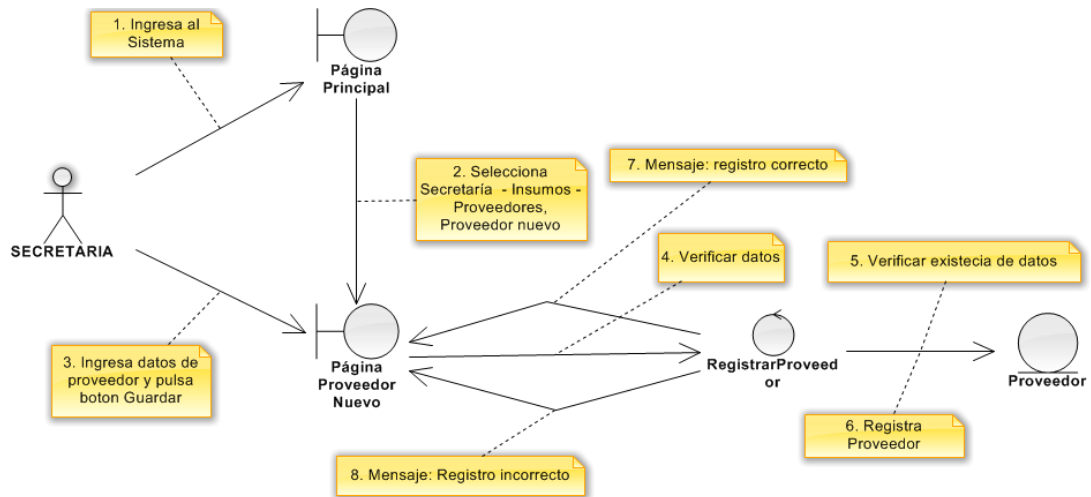 1. Ingresa al
Sistema
Página
Principal
2. Selecciona
Secretaría - Insumos -
Proveedores,
Proveedor nuevo
7. Mensaje: registro correcto
SECRETARIA
4. Verificar datos
5. Verificar existecia de datos
3. Ingresa datos de
proveedor y pulsa
boton Guardar
Página
Proveedor
Nuevo
RegistrarProveed
or
Proveedor
6. Registra
Proveedor
8. Mensaje: Registro incorrecto